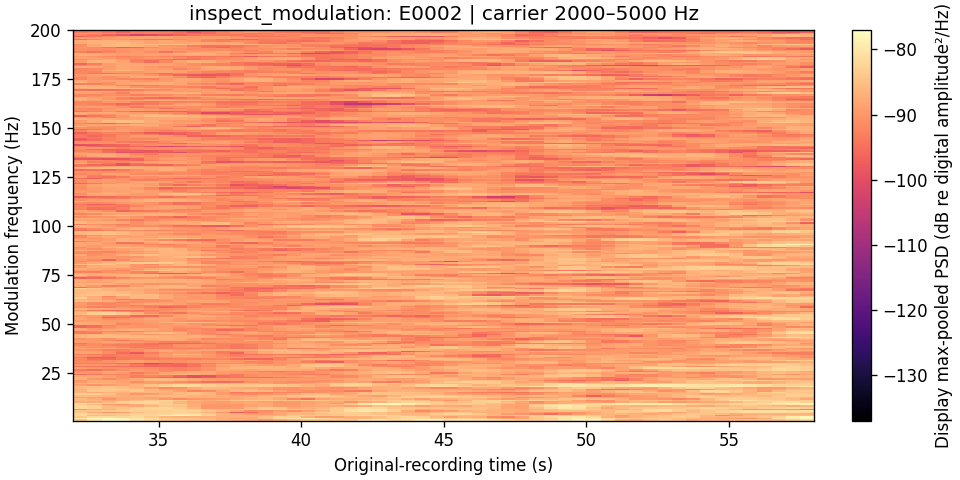 inspect_modulation: E0002 | carrier 2000–5000 Hz
200
175
150
125
100
75
50
25
Modulation frequency (Hz)
35 40 45 50 55
Original-recording time (s)
−80
−90
−100
−110
−120
−130
Display max-pooled PSD (dB re digital amplitude²/Hz)